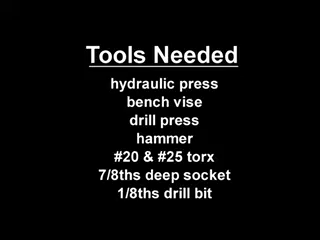 Tools Needed
hydraulic press
bench vise
drill press
hammer
#20 & #25 torx
7/8ths deep socket
1/8ths drill bit